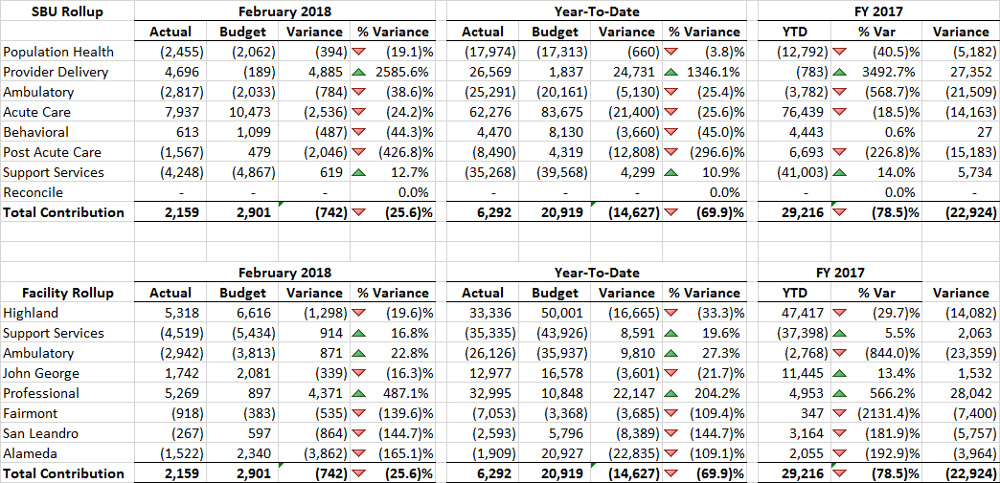 SBU Rollup February 2018 Year-To-Date FY 2017
Actual Budget Variance % Variance Actual Budget Variance % Variance YTD % Var Variance
Population Health (2,455) (2,062) (394) (19.1)% (17,974) (17,313) (660) (3.8)% (12,792) (40.5)% (5,182)
Provider Delivery 4,696 (189) 4,885 2585.6% 26,569 1,837 24,731 1346.1% (783) 3492.7% 27,352
Ambulatory (2,817) (2,033) (784) (38.6)% (25,291) (20,161) (5,130) (25.4)% (3,782) (568.7)% (21,509)
Acute Care 7,937 10,473 (2,536) (24.2)% 62,276 83,675 (21,400) (25.6)% 76,439 (18.5)% (14,163)
Behavioral 613 1,099 (487) (44.3)% 4,470 8,130 (3,660) (45.0)% 4,443 0.6% 27
Post Acute Care (1,567) 479 (2,046) (426.8)% (8,490) 4,319 (12,808) (296.6)% 6,693 (226.8)% (15,183)
Support Services (4,248) (4,867) 619 12.7% (35,268) (39,568) 4,299 10.9% (41,003) 14.0% 5,734
Reconcile - - - 0.0% - - - 0.0% - 0.0% -
Total Contribution 2,159 2,901 (742) (25.6)% 6,292 20,919 (14,627) (69.9)% 29,216 (78.5)% (22,924)
February 2018 Year-To-Date FY 2017
Facility Rollup Actual Budget Variance % Variance Actual Budget Variance % Variance YTD % Var Variance
Highland 5,318 6,616 (1,298) (19.6)% 33,336 50,001 (16,665) (33.3)% 47,417 (29.7)% (14,082)
Support Services (4,519) (5,434) 914 16.8% (35,335) (43,926) 8,591 19.6% (37,398) 5.5% 2,063
Ambulatory (2,942) (3,813) 871 22.8% (26,126) (35,937) 9,810 27.3% (2,768) (844.0)% (23,359)
John George 1,742 2,081 (339) (16.3)% 12,977 16,578 (3,601) (21.7)% 11,445 13.4% 1,532
Professional 5,269 897 4,371 487.1% 32,995 10,848 22,147 204.2% 4,953 566.2% 28,042
Fairmont (918) (383) (535) (139.6)% (7,053) (3,368) (3,685) (109.4)% 347 (2131.4)% (7,400)
San Leandro (267) 597 (864) (144.7)% (2,593) 5,796 (8,389) (144.7)% 3,164 (181.9)% (5,757)
Alameda (1,522) 2,340 (3,862) (165.1)% (1,909) 20,927 (22,835) (109.1)% 2,055 (192.9)% (3,964)
Total Contribution 2,159 2,901 (742) (25.6)% 6,292 20,919 (14,627) (69.9)% 29,216 (78.5)% (22,924)